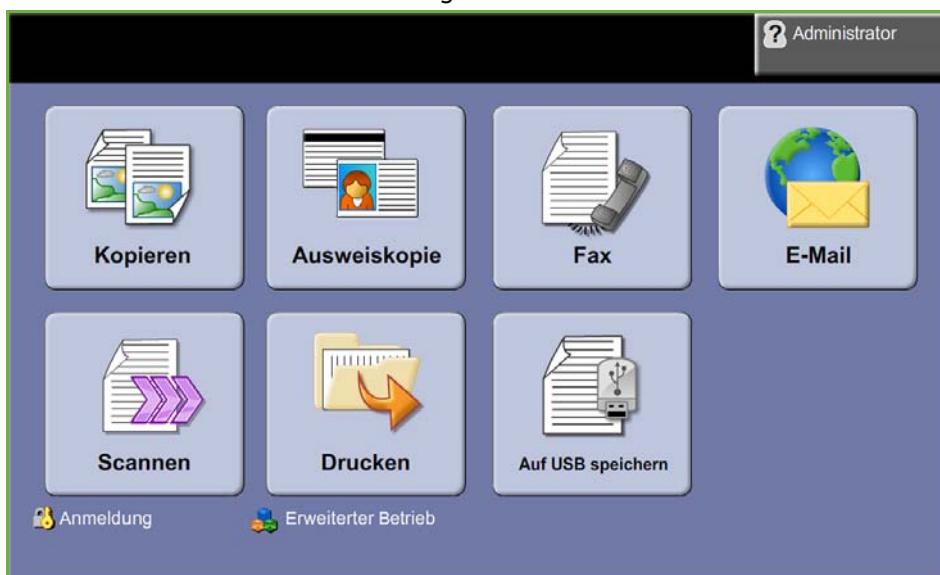 Administrator
Kopieren
Ausweiskopie
Fax
E-Mail
Scannen
Drucken
Auf USB speichern
Anmeldung
Erweiterter Betrieb